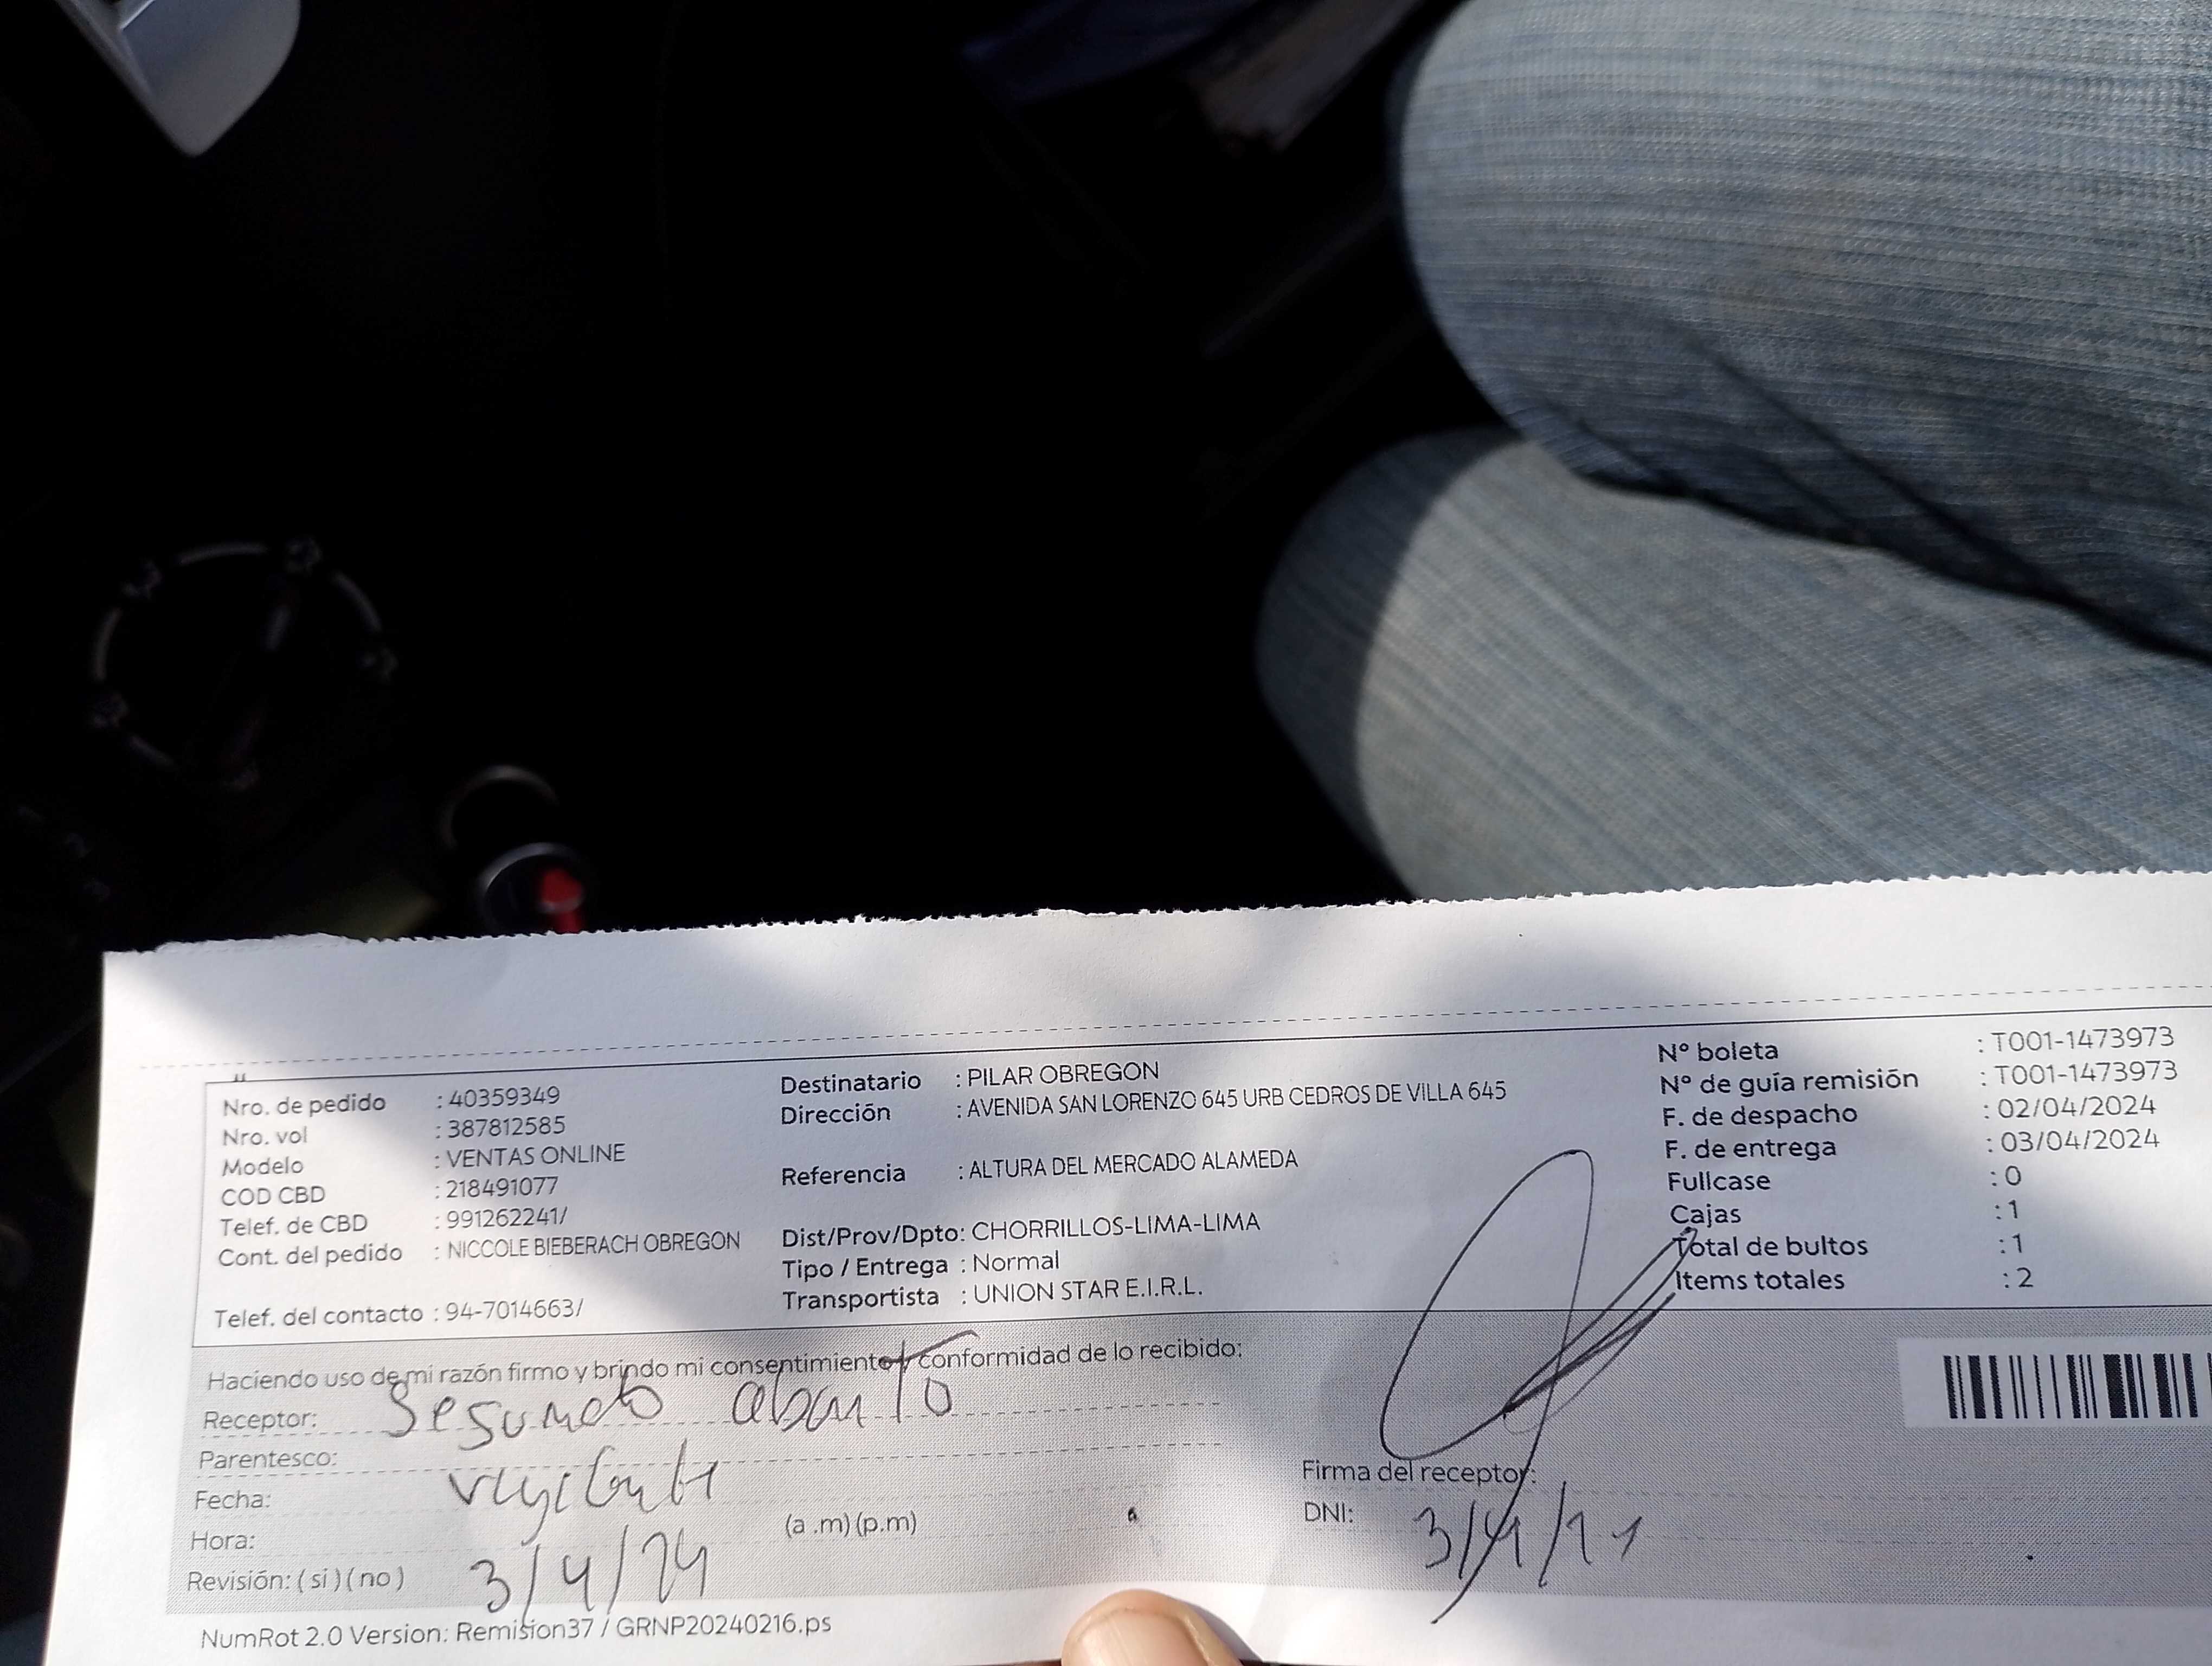 Nro. de pedido : 40359349
Nro. vol : 387812585
Modelo : VENTAS ONLINE
COD CBD : 218491077
Telef. de CBD : 991262241/
Cont. del pedido : NICCOLE BIEBERACH OBREGON
Telef. del contacto : 94-7014663/
Destinatario : PILAR OBREGON
Dirección : AVENIDA SAN LORENZO 645 URB CEDROS DE VILLA 645
Referencia : ALTURA DEL MERCADO ALAMEDA
Dist/Prov/Dpto: CHORRILLOS-LIMA-LIMA
Tipo / Entrega : Normal
Transportista : UNION STAR E.I.R.L.
N° boleta : T001-1473973
N° de guía remisión : T001-1473973
F. de despacho : 02/04/2024
F. de entrega : 03/04/2024
Fullcase : 0
Cajas : 1
Total de bultos : 1
Items totales : 2
Haciendo uso de mi razón firmo y brindo mi consentimiento y conformidad de lo recibido:
Receptor: Segundo abanto
Parentesco:
vigilante
Fecha:
Hora: (a .m) (p.m)
Revisión: ( si ) ( no ) 3/4/24
Firma del receptor:
DNI:
NumRot 2.0 Version: Remision37 / GRNP20240216.ps